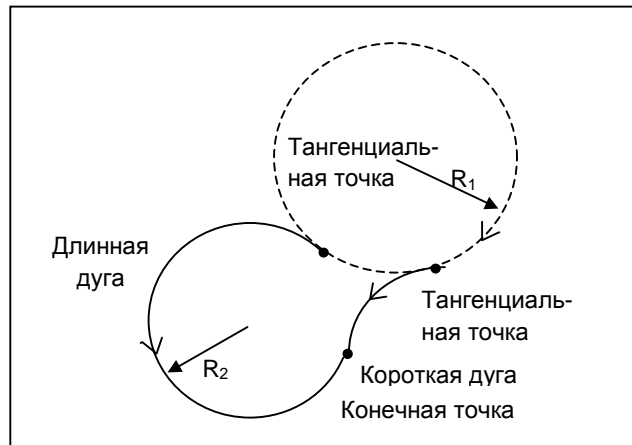 Тангенциаль-
ная точка
R₁
Длинная
дуга
Тангенциаль-
ная точка
R₂
Короткая дуга
Конечная точка